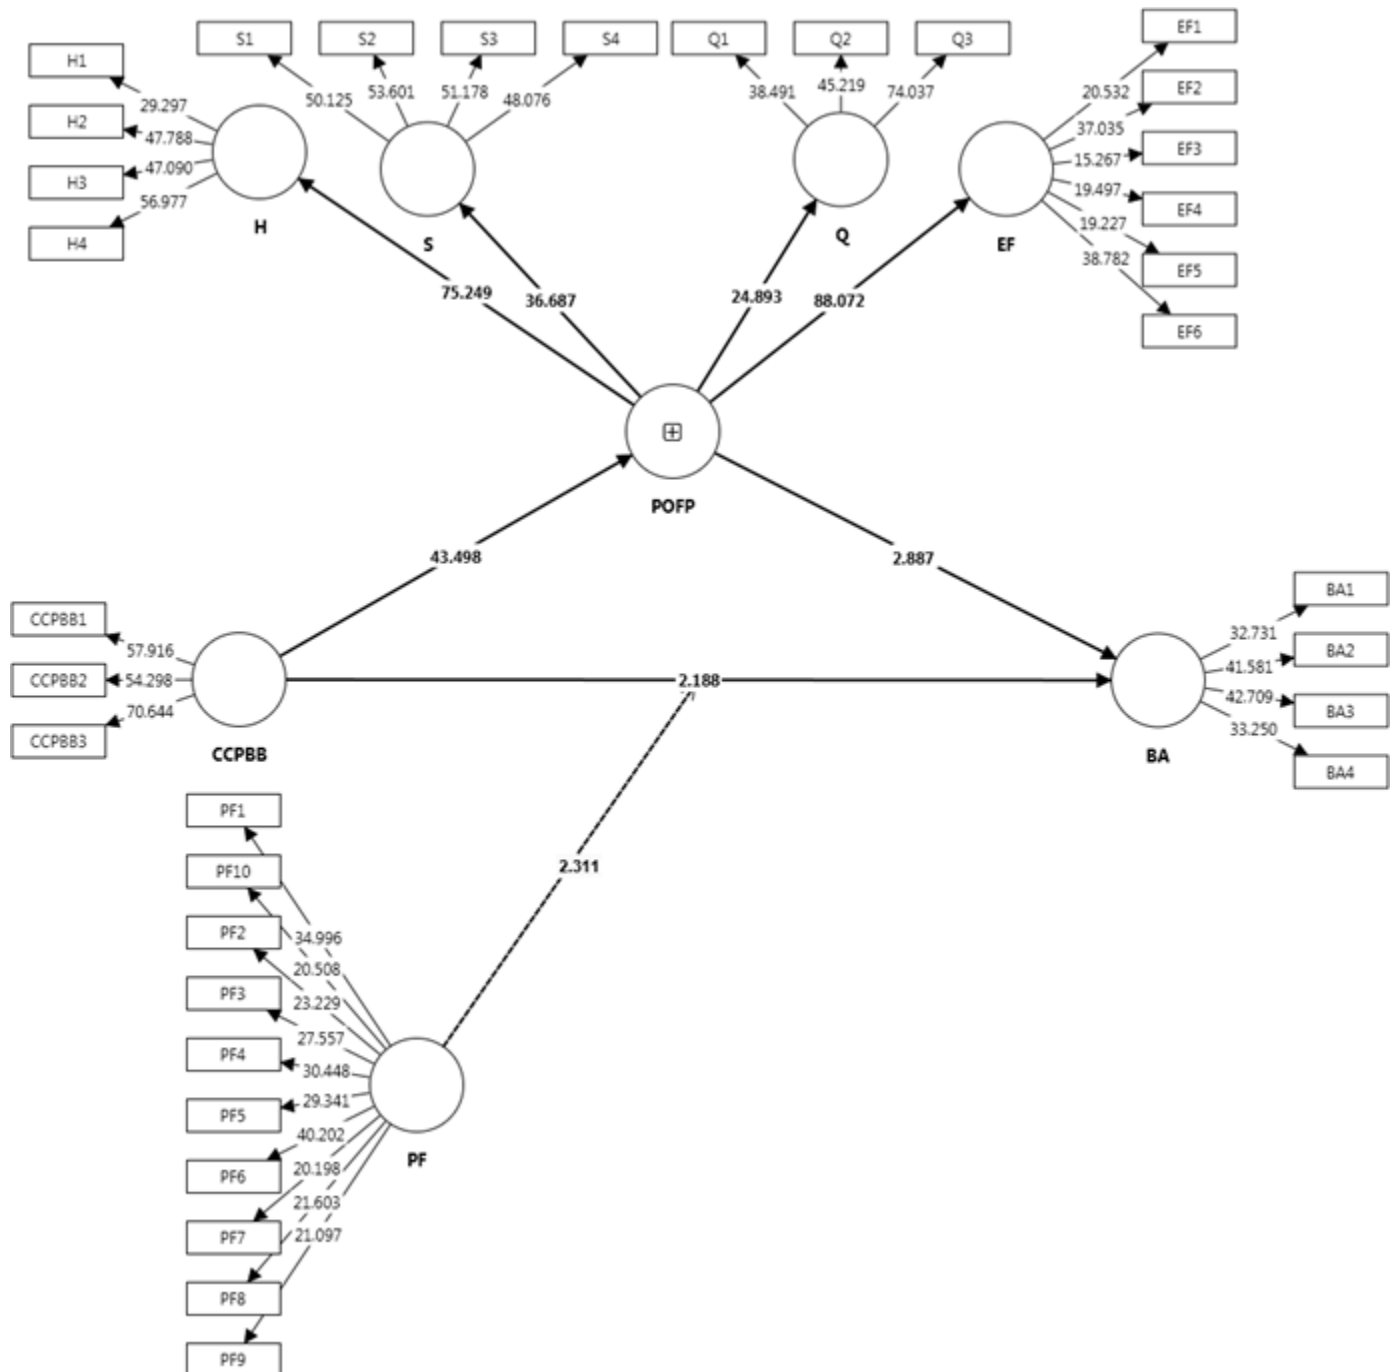 S1
S2
S3
S4
Q1
Q2
Q3
EF1
H1
H2
H3
H4
EF2
EF3
EF4
EF5
EF6
29.297
47.788
47.090
56.977
50.125
53.601
51.178
48.076
38.491
45.219
74.037
20.532
37.035
15.267
19.497
19.227
38.782
H
S
Q
EF
75.249
36.687
24.893
88.072
POFP
43.498
2.887
CCPBB1
CCPBB2
CCPBB3
57.916
54.298
70.644
CCPBB
2.188
BA
32.731
41.581
42.709
33.250
BA1
BA2
BA3
BA4
2.311
PF1
PF10
PF2
PF3
PF4
PF5
PF6
PF7
PF8
PF9
34.996
20.508
23.229
27.557
30.448
29.341
40.202
20.198
21.603
21.097
PF